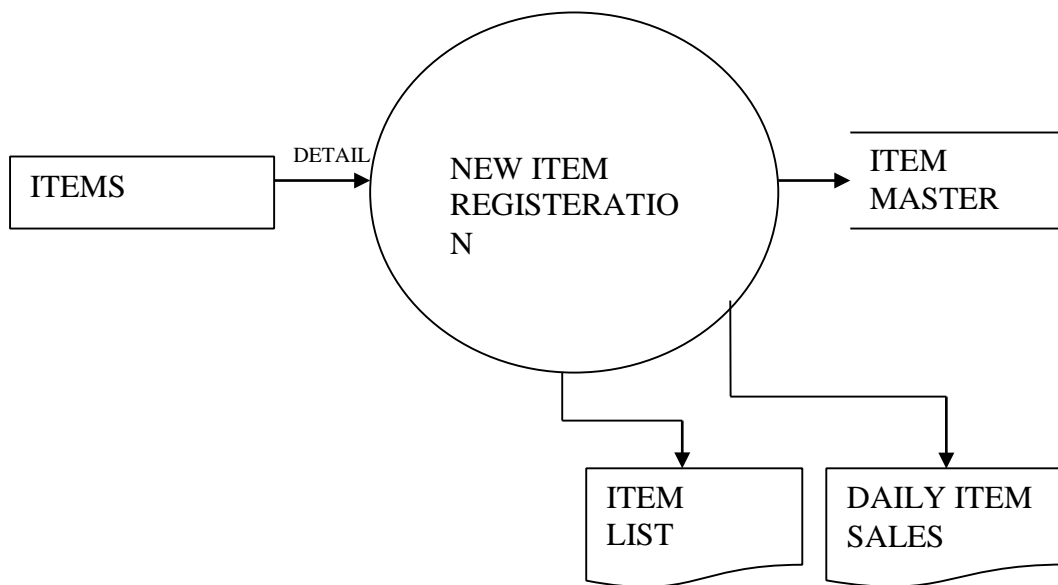 ITEMS
DETAIL
NEW ITEM
REGISTERATIO
N
ITEM
MASTER
ITEM
LIST
DAILY ITEM
SALES